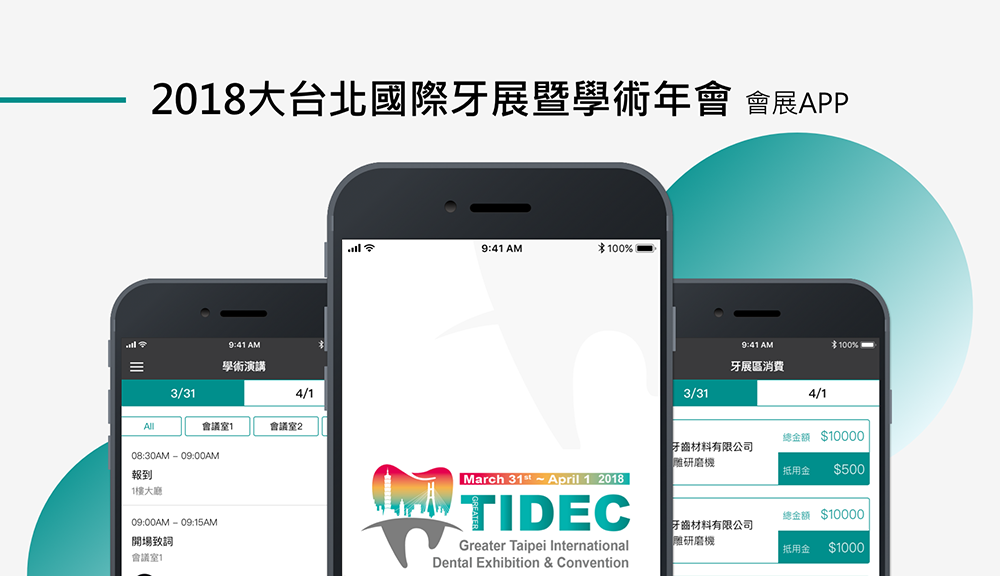 2018大台北國際牙展暨學術年會 會展APP
9:41 AM
100%
March 31st ~ April 1 2018
GREATER
TIDEC
Greater Taipei International
Dental Exhibition & Convention
9:41 AM
學術演講
3/31
4/1
All
會議室1
會議室2
08:30AM – 09:00AM
報到
1樓大廳
09:00AM – 09:15AM
開場致詞
會議室1
9:41 AM
100%
牙展區消費
3/31
4/1
牙齒材料有限公司
雕研磨機
總金額 $10000
抵用金 $500
牙齒材料有限公司
雕研磨機
總金額 $10000
抵用金 $1000